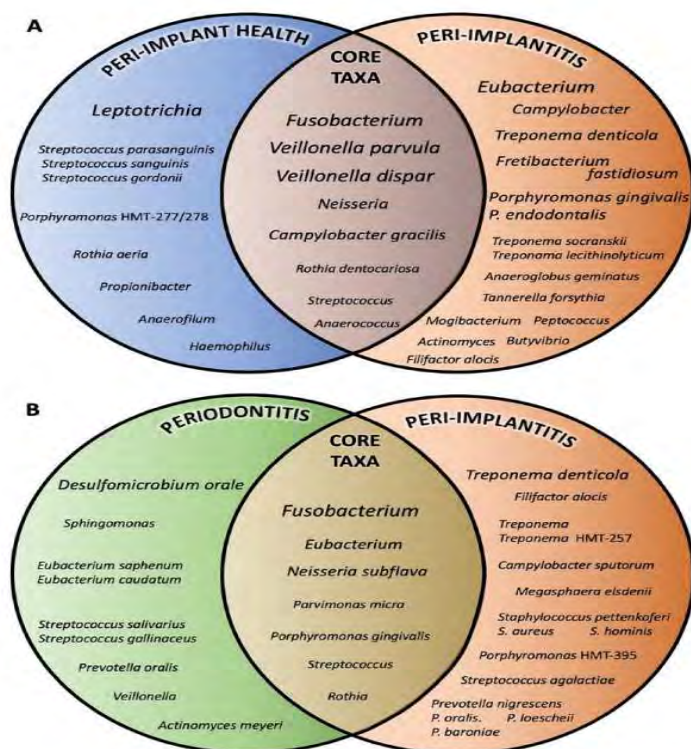 A
PERI-IMPLANT HEALTH
CORE
TAXA
PERI-IMPLANTITIS
Leptotrichia
Streptococcus parasanguinis
Streptococcus sanguinis
Streptococcus gordonii
Porphyromonas HMT-277/278
Rothia aeria
Propionibacter
Anaerofilum
Haemophilus
Fusobacterium
Veillonella parvula
Veillonella dispar
Neisseria
Campylobacter gracilis
Rothia dentocariosa
Streptococcus
Anaerococcus
Eubacterium
Campylobacter
Treponema denticola
Fretibacterium
fastidiosum
Porphyromonas gingivalis
P. endodontalis
Treponema socranskii
Treponama lecithinolyticum
Anaeroglobus geminatus
Tannerella forsythia
Mogibacterium Peptococcus
Actinomyces Butyvibrio
Filifactor alocis
B
PERIODONTITIS
CORE
TAXA
PERI-IMPLANTITIS
Desulfomicrobium orale
Sphingomonas
Eubacterium saphenum
Eubacterium caudatum
Streptococcus salivarius
Streptococcus gallinaceus
Prevotella oralis
Veillonella
Actinomyces meyeri
Fusobacterium
Eubacterium
Neisseria subflava
Parvimonas micra
Porphyromonas gingivallis
Streptococcus
Rothia
Treponema denticola
Filifactor alocis
Treponema
Treponema HMT-257
Campylobacter sputorum
Megasphaera elsdenii
Staphylococcus pettenkoferi
S. aureus S. hominis
Porphyromonas HMT-395
Streptococcus agalactiae
Prevotella nigrescens
P. oralis. P. loescheii
P. baroniae